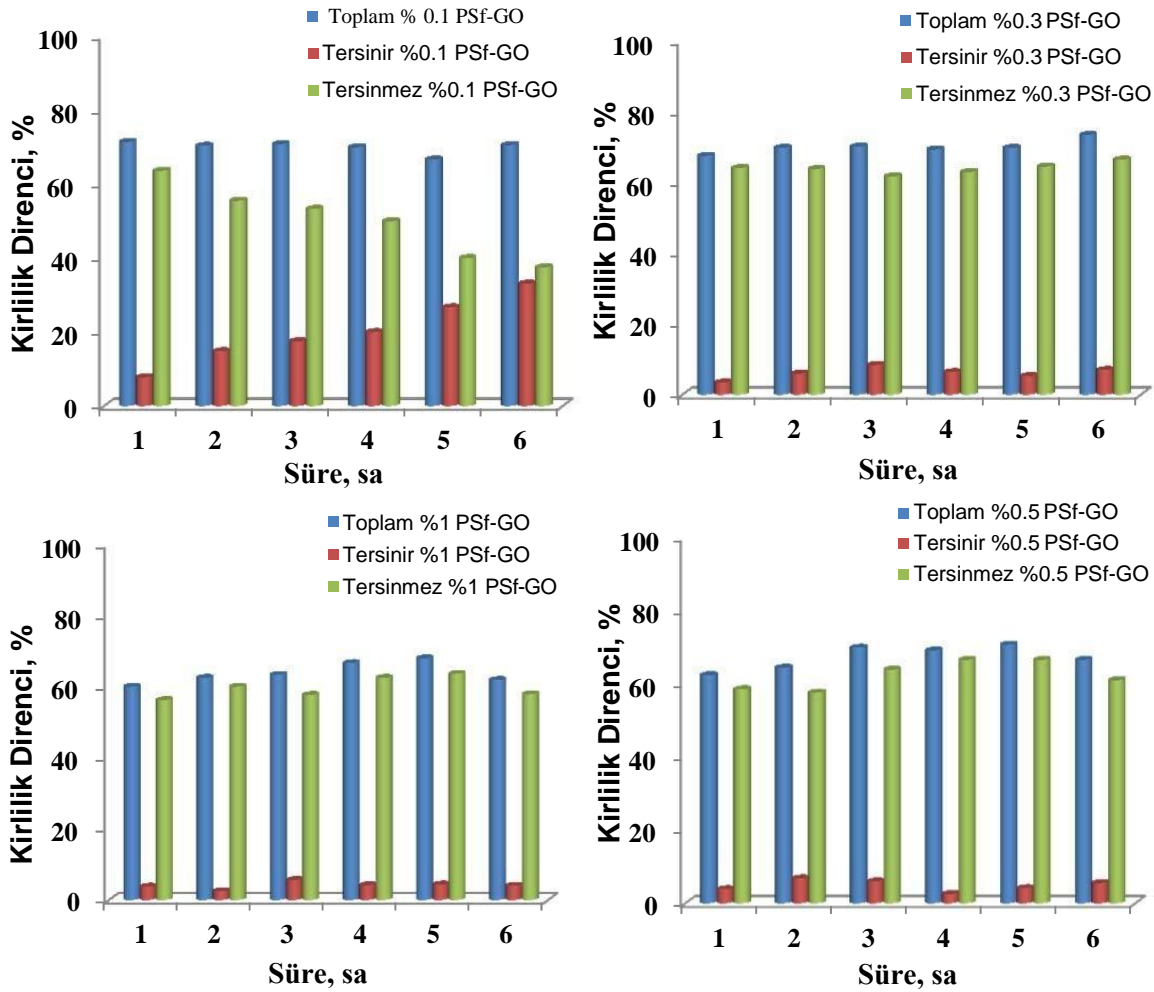 Toplam % 0.1 PSf-GO
Tersinir %0.1 PSf-GO
Tersinmez %0.1 PSf-GO
Kirlilik Direnci, %
100
80
60
40
20
0
1 2 3 4 5 6
Süre, sa
Toplam %0.3 PSf-GO
Tersinir %0.3 PSf-GO
Tersinmez %0.3 PSf-GO
Kirlilik Direnci, %
100
80
60
40
20
0
1 2 3 4 5 6
Süre, sa
Toplam %1 PSf-GO
Tersinir %1 PSf-GO
Tersinmez %1 PSf-GO
Kirlilik Direnci, %
100
80
60
40
20
0
1 2 3 4 5 6
Süre, sa
Toplam %0.5 PSf-GO
Tersinir %0.5 PSf-GO
Tersinmez %0.5 PSf-GO
Kirlilik Direnci, %
100
80
60
40
20
0
1 2 3 4 5 6
Süre, sa